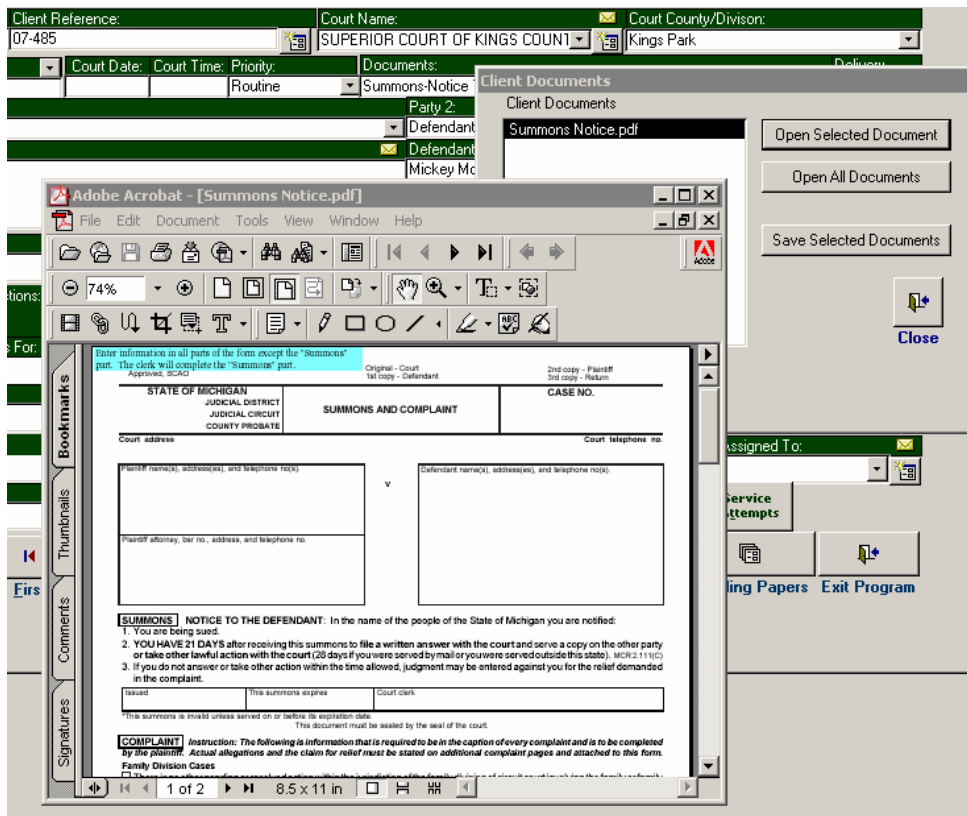 Client Reference:
Court Name:
Court County/Divison:
07-485
SUPERIOR COURT OF KINGS COUNT
Kings Park
Court Date: Court Time: Priority:
Documents:
Delivery
Routine
Summons-Notice
Party 2:
Defendant
Defendant
Mickey Mo
Client Documents
Client Documents
Summons Notice.pdf
Open Selected Document
Open All Documents
Save Selected Documents
Close
ctions:
s For:
Adobe Acrobat - [Summons Notice.pdf]
File Edit Document Tools View Window Help
Adobe
74%
Bookmarks
Thumbnails
Comments
Signatures
Enter information in all parts of the form except the "Summons"
part. The clerk will complete the "Summons" part.
Approved, SCAO
Original - Court
1st copy - Defendant
2nd copy - Plaintiff
3rd copy - Return
STATE OF MICHIGAN
JUDICIAL DISTRICT
JUDICIAL CIRCUIT
COUNTY PROBATE
SUMMONS AND COMPLAINT
CASE NO.
Court address
Court telephone no.
Plaintiff name(s), address(es), and telephone no(s).
v
Defendant name(s), address(es), and telephone no(s).
Plaintiff attorney, bar no., address, and telephone no.
SUMMONS NOTICE TO THE DEFENDANT: In the name of the people of the State of Michigan you are notified:
1. You are being sued.
2. YOU HAVE 21 DAYS after receiving this summons to file a written answer with the court and serve a copy on the other party
or take other lawful action with the court (28 days if you were served by mail or you were served outside this state). MCR 2.111(C)
3. If you do not answer or take other action within the time allowed, judgment may be entered against you for the relief demanded
in the complaint.
Issued
This summons expires
Court clerk
*This summons is invalid unless served on or before its expiration date.
This document must be sealed by the seal of the court.
COMPLAINT Instruction: The following is information that is required to be in the caption of every complaint and is to be completed
by the plaintiff. Actual allegations and the claim for relief must be stated on additional complaint pages and attached to this form.
Family Division Cases
1 of 2
8.5 x 11 in
Assigned To:
Service
Attempts
Firs
ling Papers
Exit Program